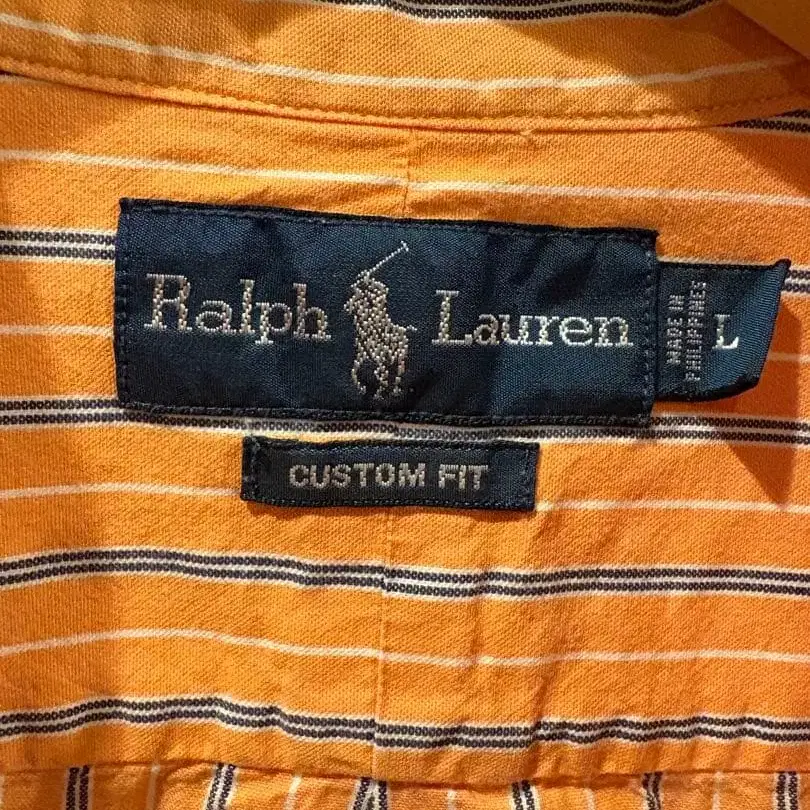 Ralph Lauren
MADE IN
PHILIPPINES
L
CUSTOM FIT